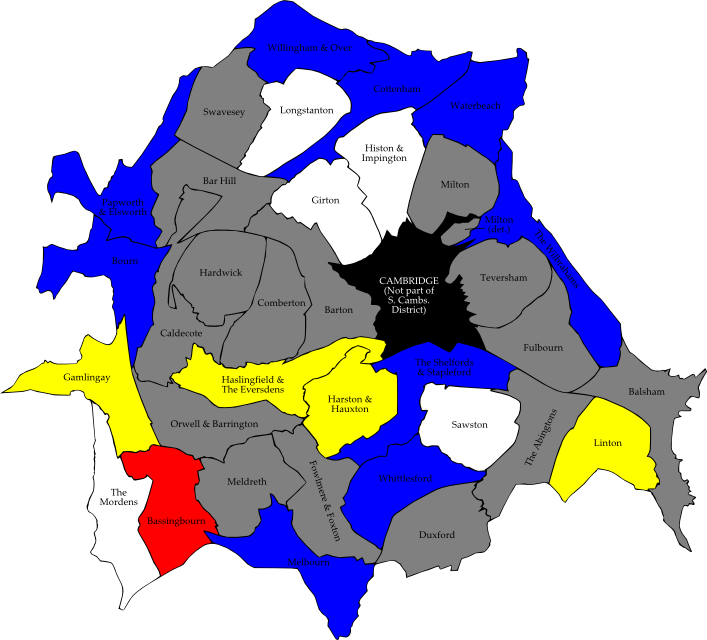 Willingham & Over
Cottenham
Waterbeach
Swavesey
Longstanton
Histon &
Impington
Bar Hill
Milton
Girton
Papworth
& Elsworth
Milton
(det.)
The Wilbrahams
Bourn
Hardwick
Comberton
CAMBRIDGE
(Not part of
S. Cambs.
District)
Teversham
Barton
Caldecote
Fulbourn
Gamlingay
Haslingfield &
The Eversdens
The Shelfords
& Stapleford
Balsham
Harston &
Hauxton
Orwell & Barrington
Sawston
The Abingtons
Linton
Meldreth
Fowlmere & Foxton
Whittlesford
The
Mordens
Bassingbourn
Duxford
Melbourn